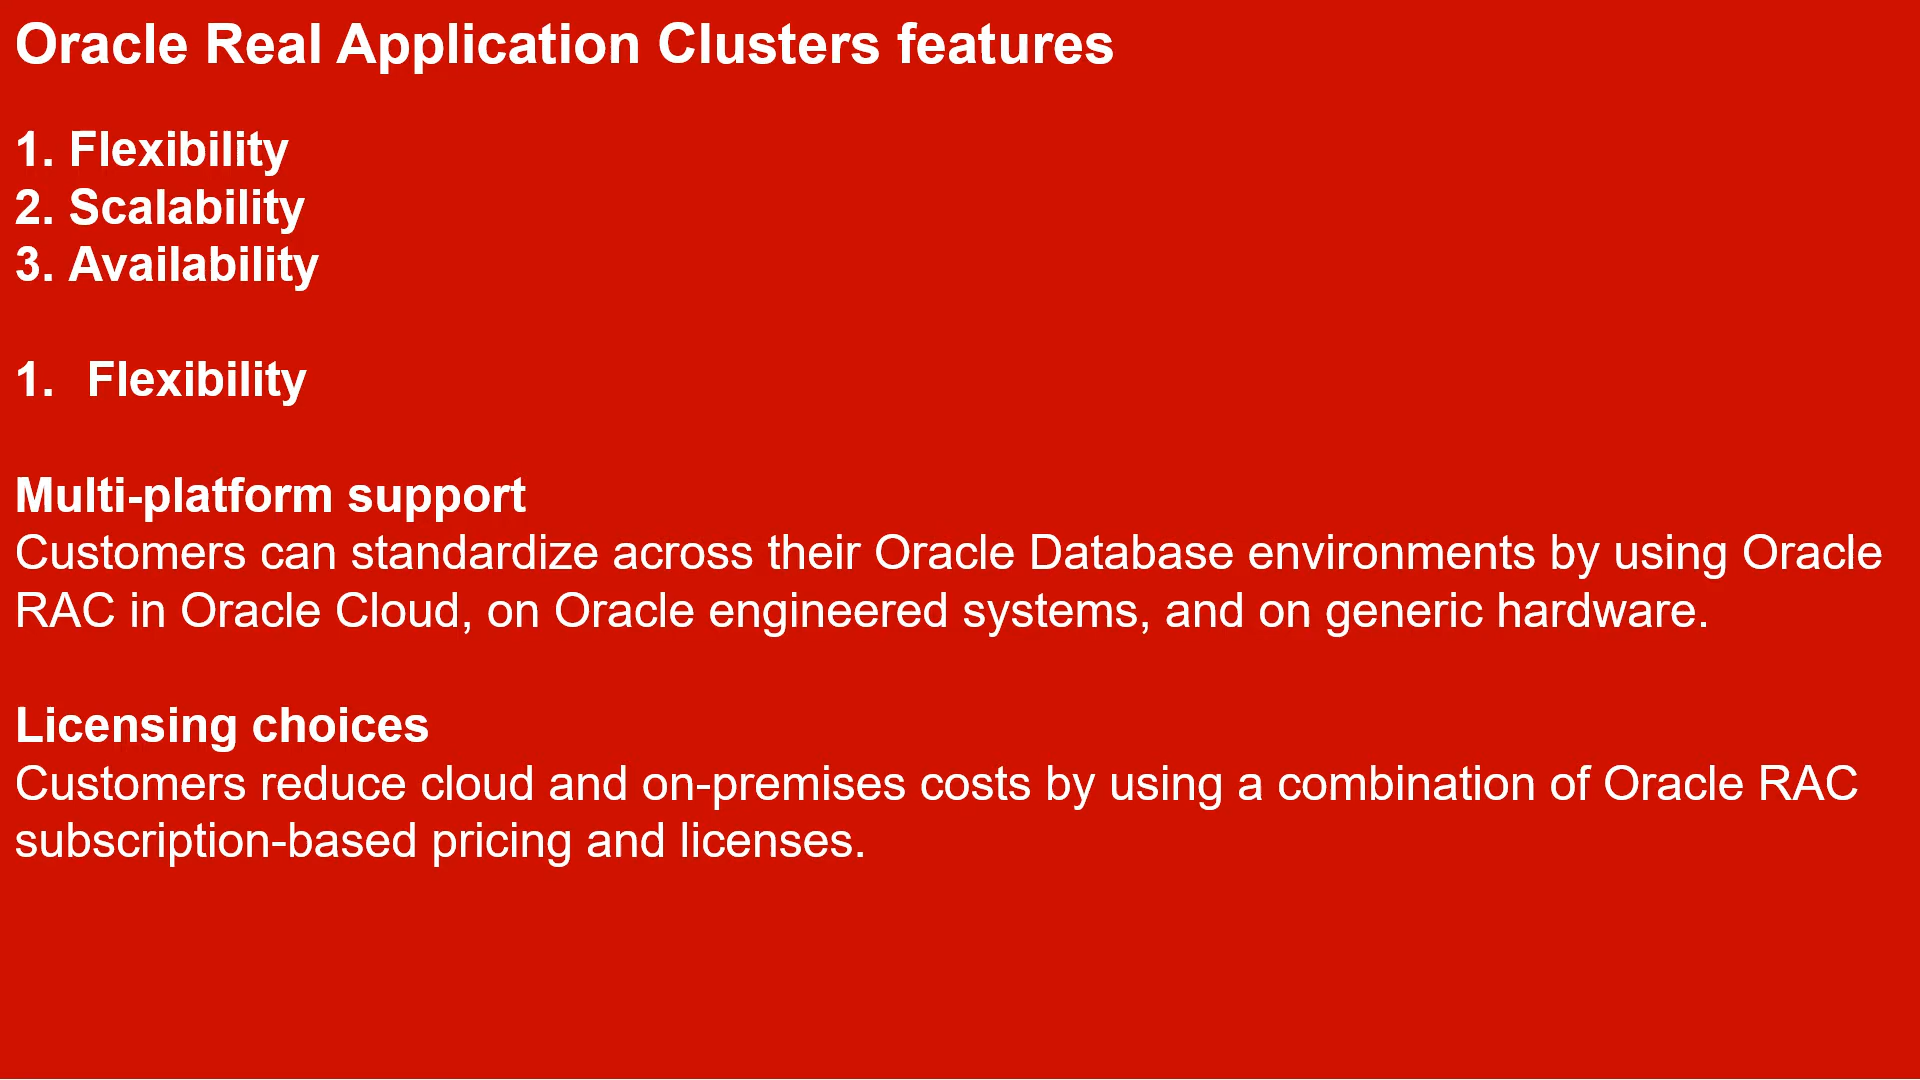 Oracle Real Application Clusters features
1. Flexibility
2. Scalability
3. Availability
1. Flexibility
Multi-platform support
Customers can standardize across their Oracle Database environments by using Oracle
RAC in Oracle Cloud, on Oracle engineered systems, and on generic hardware.
Licensing choices
Customers reduce cloud and on-premises costs by using a combination of Oracle RAC
subscription-based pricing and licenses.